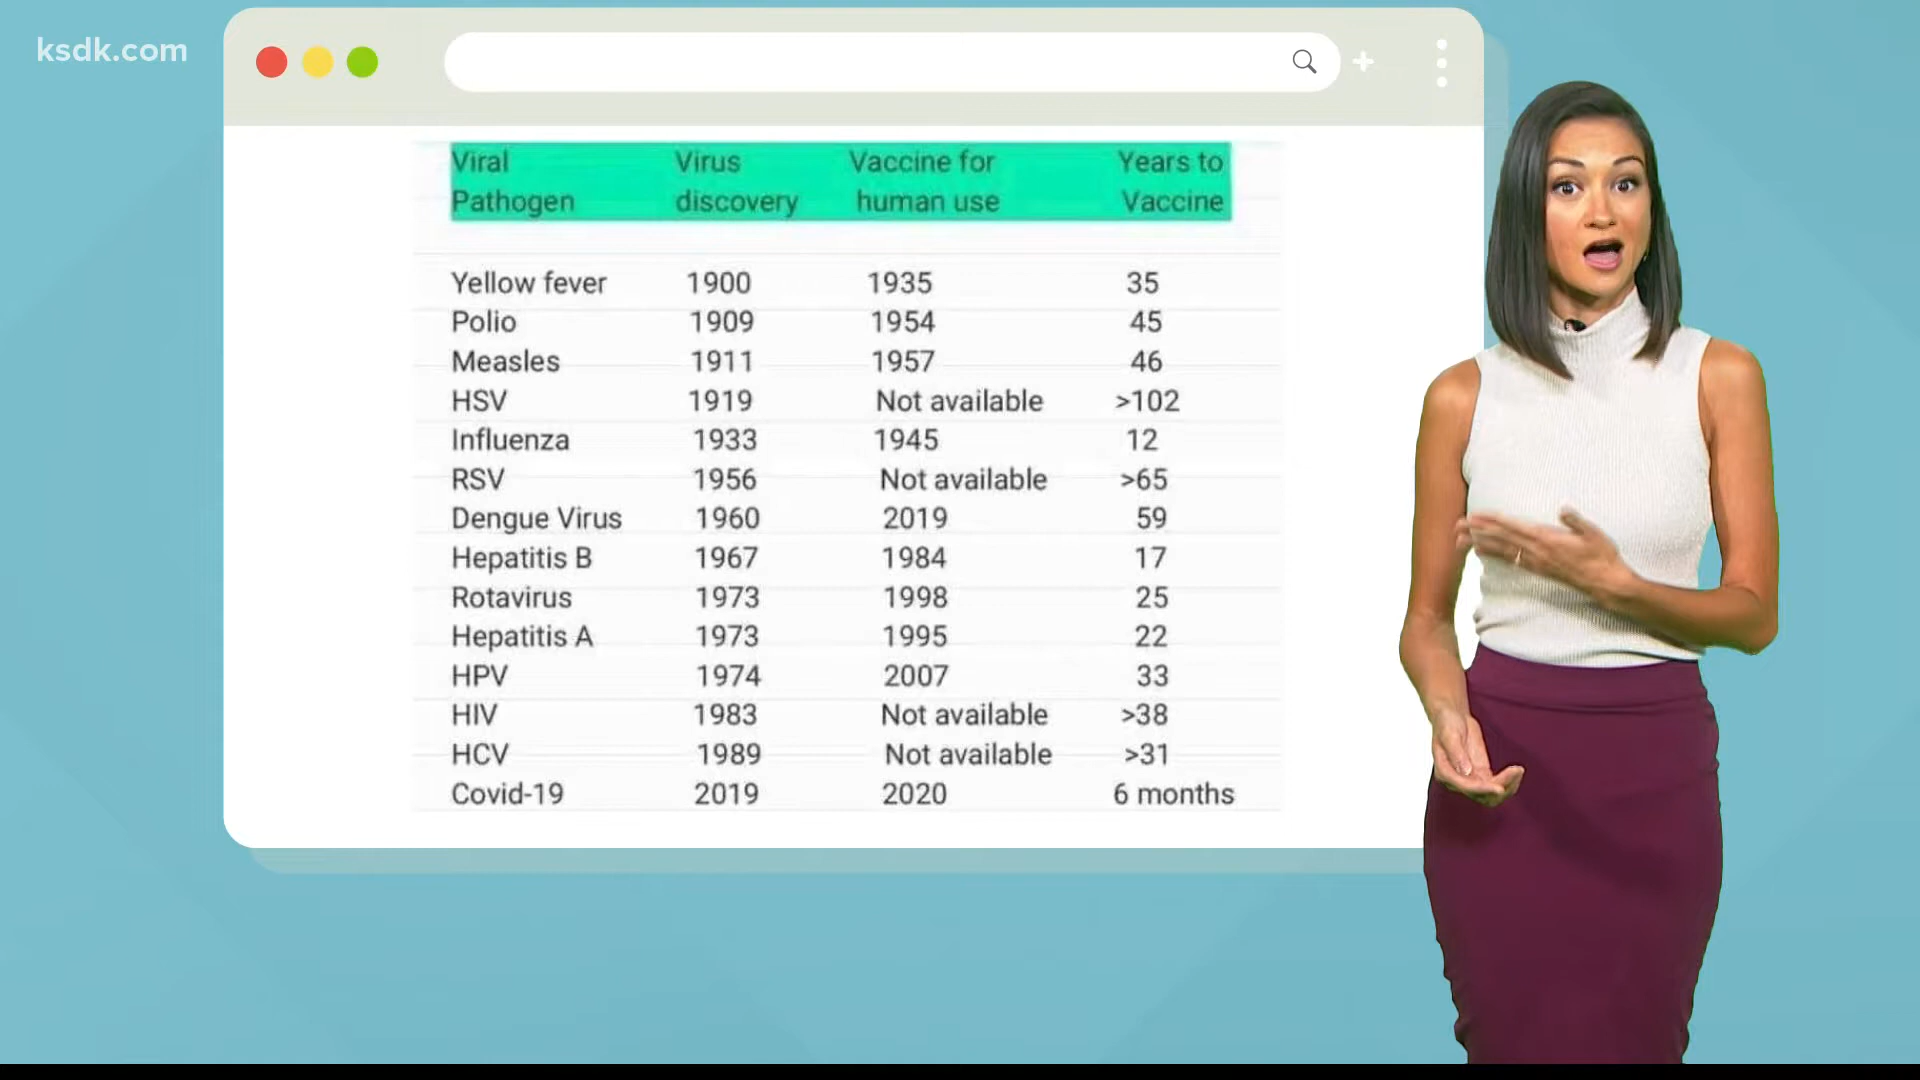 ksdk.com
Viral Virus Vaccine for Years to
Pathogen discovery human use Vaccine
Yellow fever 1900 1935 35
Polio 1909 1954 45
Measles 1911 1957 46
HSV 1919 Not available >102
Influenza 1933 1945 12
RSV 1956 Not available >65
Dengue Virus 1960 2019 59
Hepatitis B 1967 1984 17
Rotavirus 1973 1998 25
Hepatitis A 1973 1995 22
HPV 1974 2007 33
HIV 1983 Not available >38
HCV 1989 Not available >31
Covid-19 2019 2020 6 months